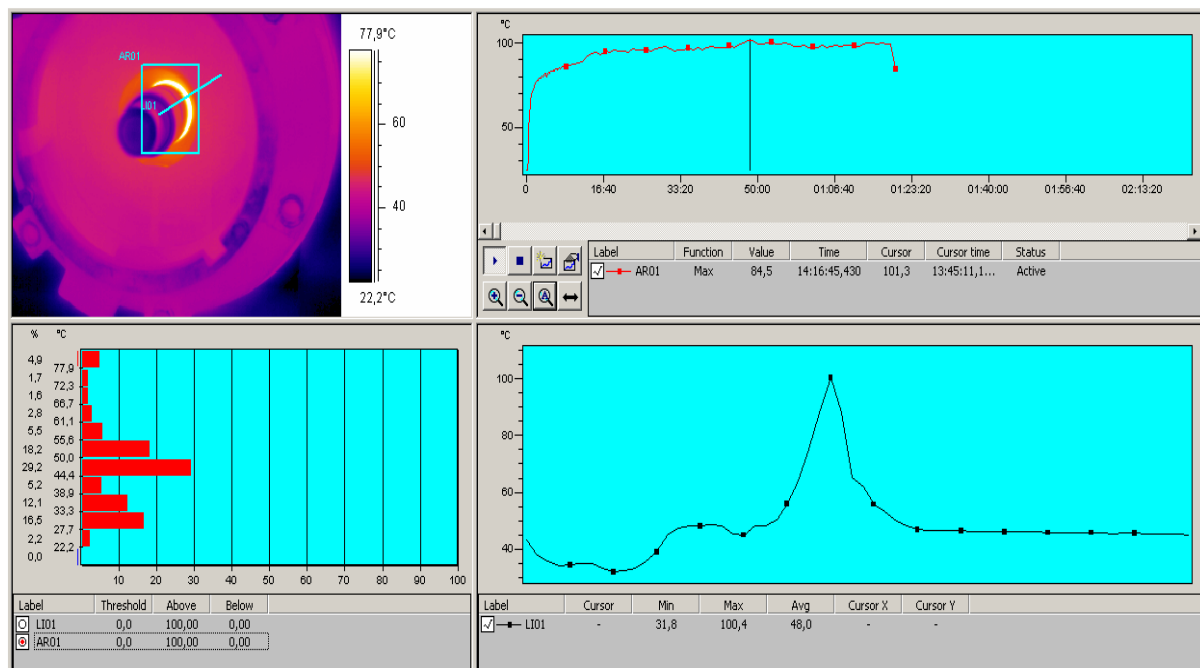 77,9°C
AR01
LI01
60
40
22,2°C
°C
100
50
0 16:40 33:20 50:00 01:06:40 01:23:20 01:40:00 01:56:40 02:13:20
Label Function Value Time Cursor Cursor time Status
AR01 Max 84,5 14:16:45,430 101,3 13:45:11,1... Active
% °C
4,9
77,9
1,7
72,3
1,6
66,7
2,8
61,1
5,5
55,6
18,2
50,0
29,2
44,4
5,2
38,9
12,1
33,3
16,5
27,7
2,2
22,2
0,0
10 20 30 40 50 60 70 80 90 100
Label Threshold Above Below
LI01 0,0 100,00 0,00
AR01 0,0 100,00 0,00
°C
100
80
60
40
Label Cursor Min Max Avg Cursor X Cursor Y
LI01 - 31,8 100,4 48,0 - -